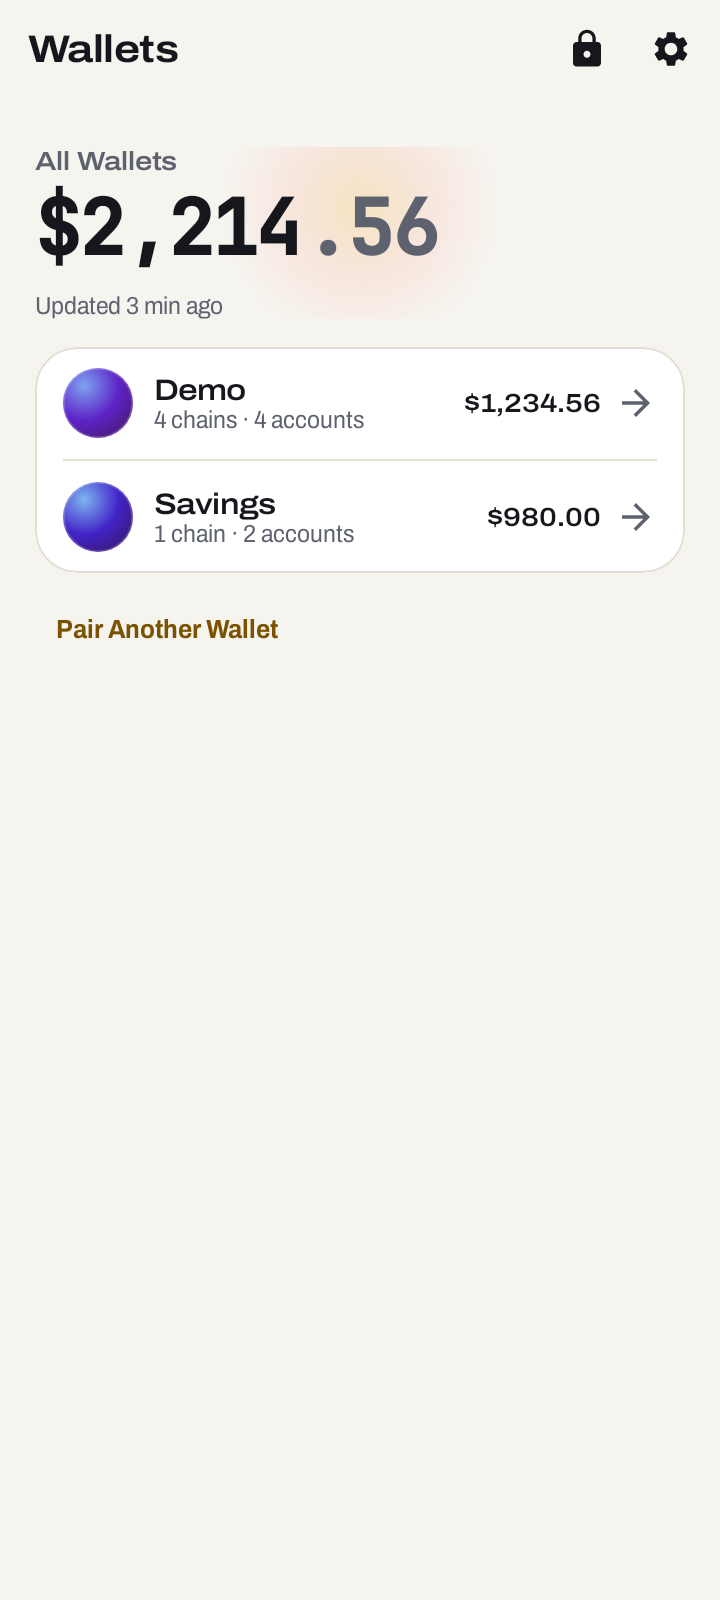 Wallets
All Wallets
$2,214.56
Updated 3 min ago
Demo
4 chains · 4 accounts
$1,234.56
Savings
1 chain · 2 accounts
$980.00
Pair Another Wallet